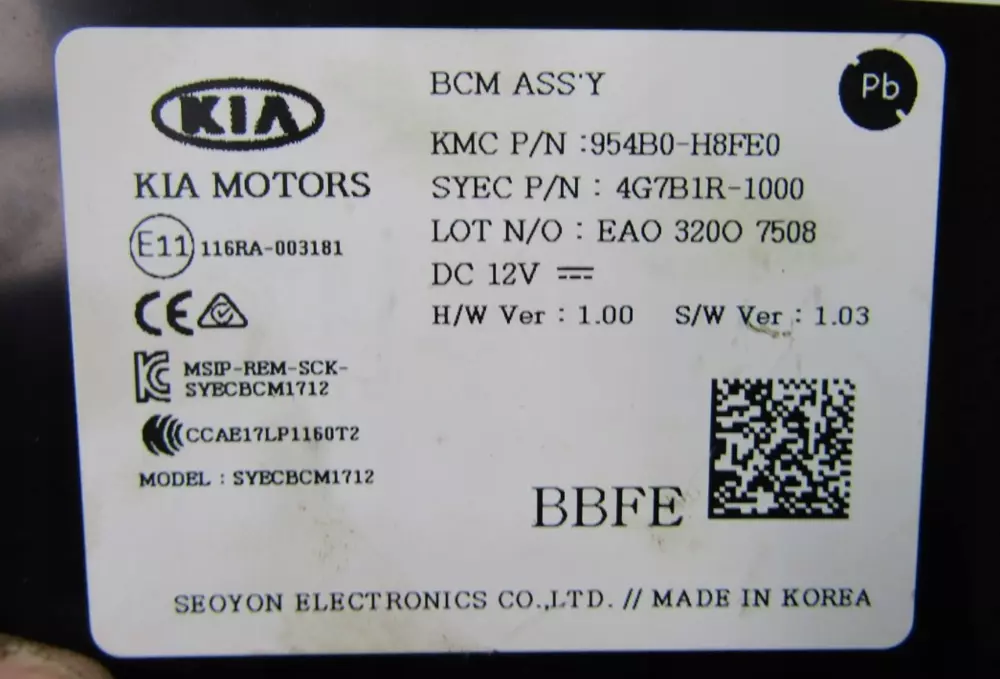 KIA
KIA MOTORS
E11 116RA-003181
CE
MSIP-REM-SCK-
SYECBCM1712
CCAE17LP1160T2
MODEL : SYECBCM1712
BCM ASS'Y
Pb
KMC P/N :954B0-H8FE0
SYEC P/N : 4G7B1R-1000
LOT N/O : EAO 320O 7508
DC 12V
H/W Ver : 1.00 S/W Ver : 1.03
BBFE
SEOYON ELECTRONICS CO.,LTD. // MADE IN KOREA